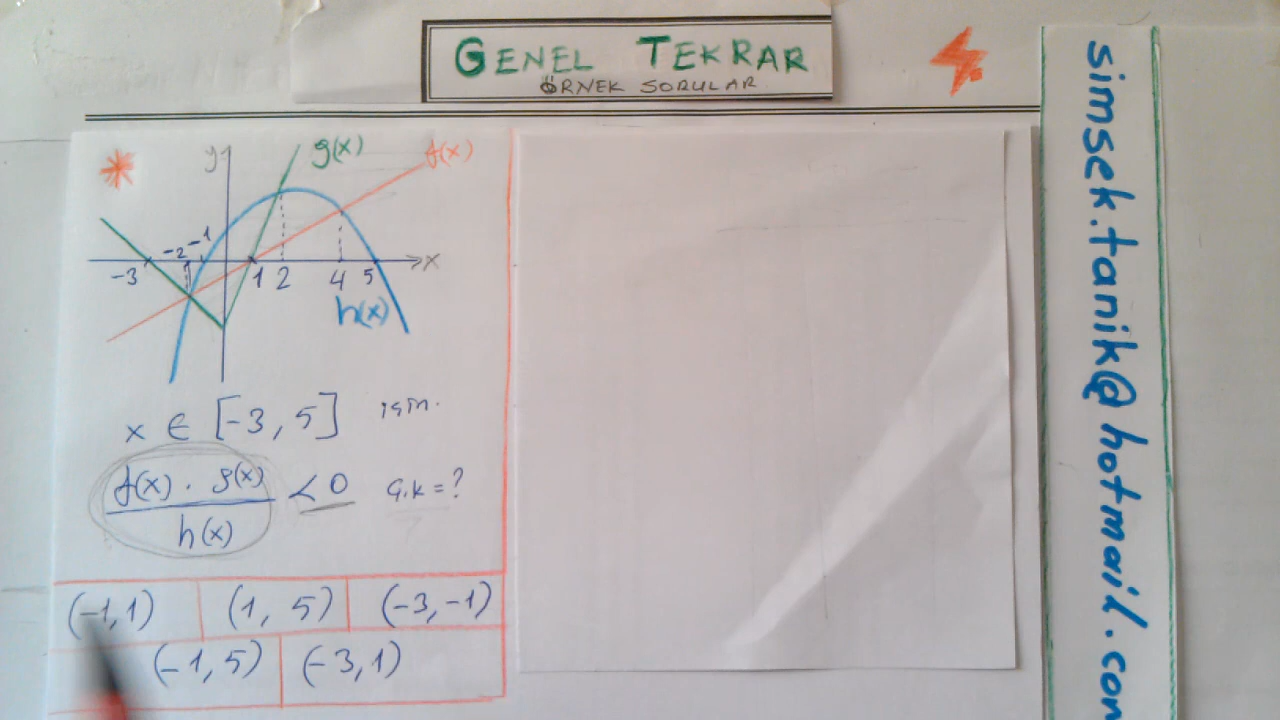 GENEL TEKRAR
ÖRNEK SORULAR
y g(x) f(x)
-3 -2 -1 1 2 4 5 x
h(x)
x ∈ [-3, 5] için.
f(x) . g(x) / h(x) < 0 Ç.K = ?
(-1, 1) (1, 5) (-3, -1)
(-1, 5) (-3, 1)
simsek.tanik@hotmail.com